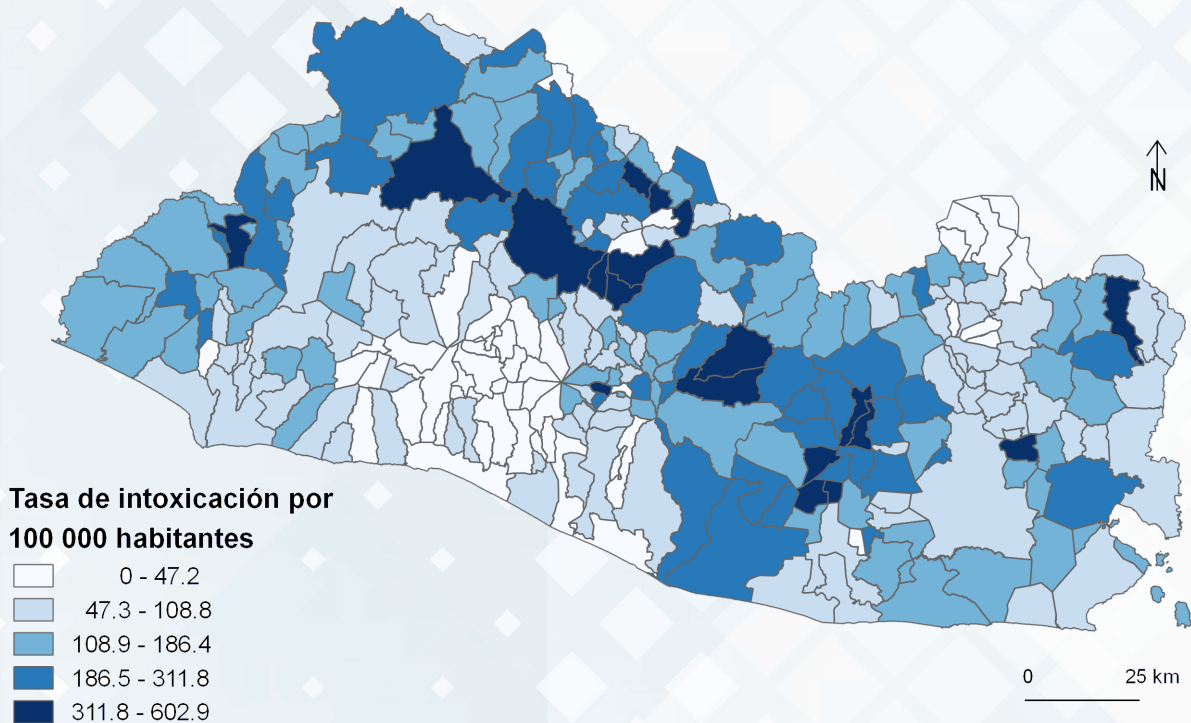 N
Tasa de intoxicación por
100 000 habitantes
0 - 47.2
47.3 - 108.8
108.9 - 186.4
186.5 - 311.8
311.8 - 602.9
0 25 km